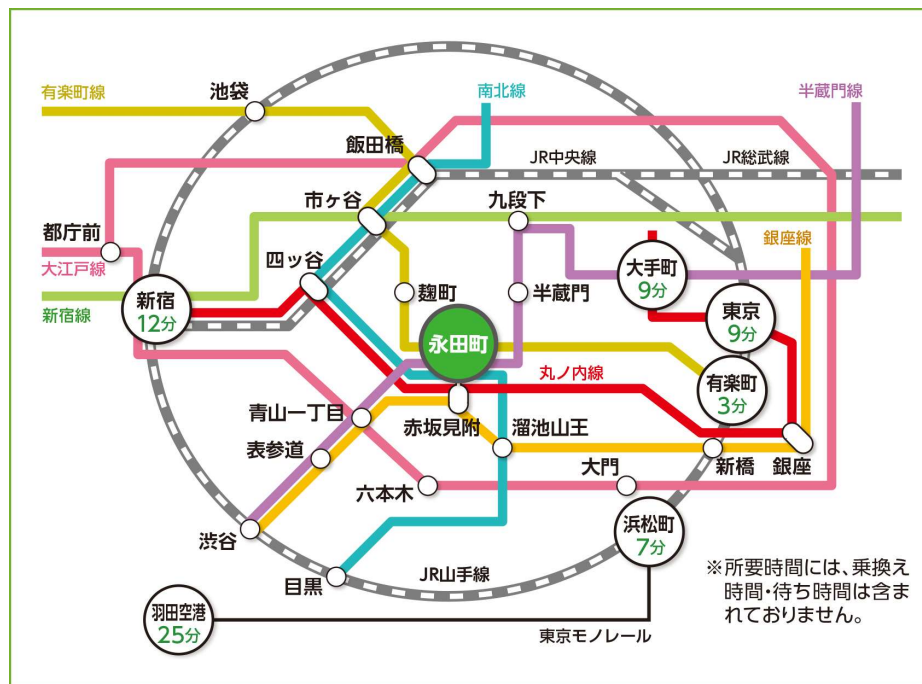 有楽町線
池袋
南北線
半蔵門線
飯田橋
JR中央線
JR総武線
市ヶ谷
九段下
都庁前
大江戸線
四ッ谷
銀座線
大手町
9分
新宿
12分
新宿線
麹町
半蔵門
東京
9分
永田町
丸ノ内線
有楽町
3分
青山一丁目
赤坂見附
溜池山王
表参道
大門
新橋
銀座
六本木
渋谷
浜松町
7分
目黒
JR山手線
※所要時間には、乗換え
時間・待ち時間は含ま
れておりません。
羽田空港
25分
東京モノレール